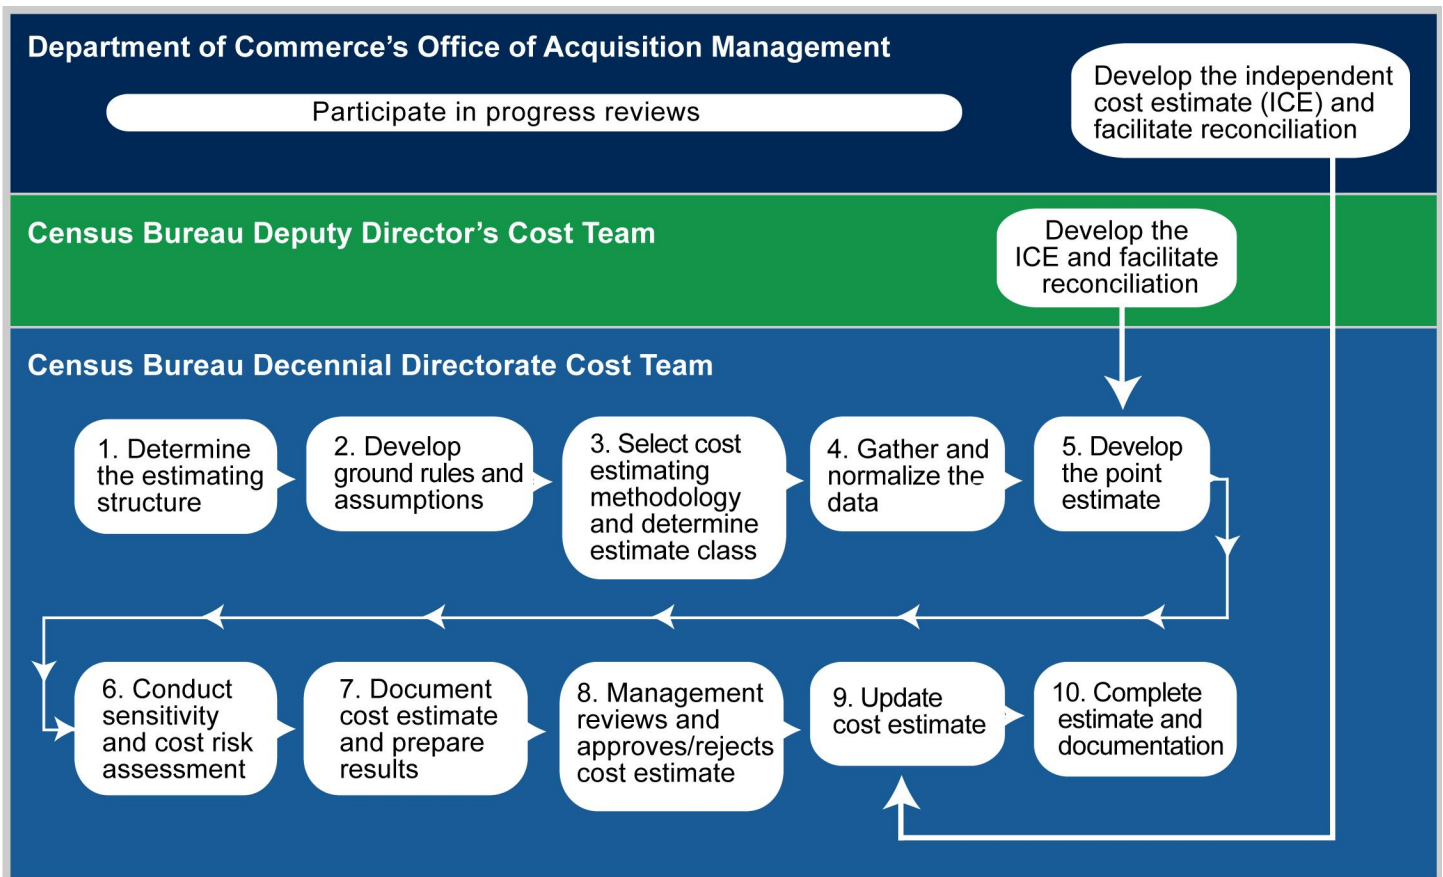 Department of Commerce's Office of Acquisition Management
Participate in progress reviews
Develop the independent
cost estimate (ICE) and
facilitate reconciliation
Census Bureau Deputy Director's Cost Team
Develop the
ICE and facilitate
reconciliation
Census Bureau Decennial Directorate Cost Team
1. Determine
the estimating
structure
2. Develop
ground rules and
assumptions
3. Select cost
estimating
methodology
and determine
estimate class
4. Gather and
normalize the
data
5. Develop
the point
estimate
6. Conduct
sensitivity
and cost risk
assessment
7. Document
cost estimate
and prepare
results
8. Management
reviews and
approves/rejects
cost estimate
9. Update
cost estimate
10. Complete
estimate and
documentation